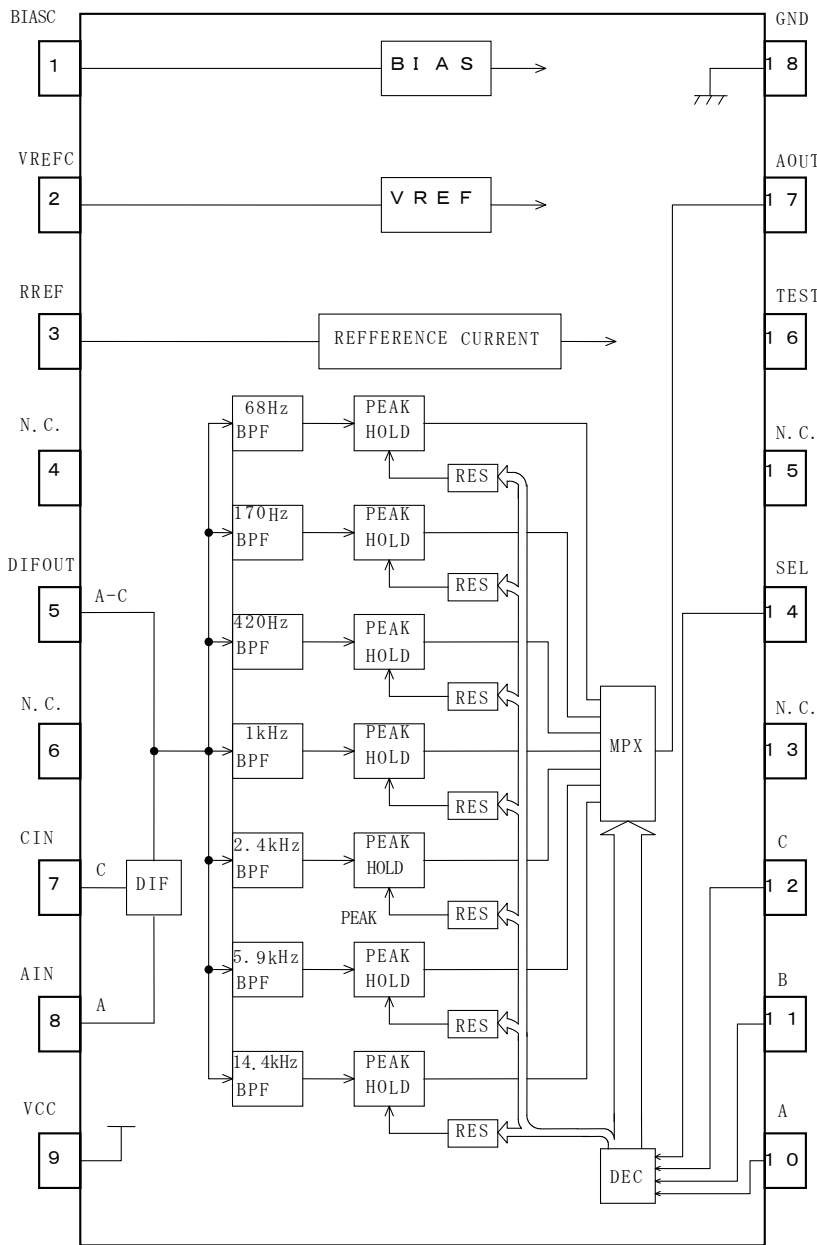 BIASC
1
BIAS
GND
18
VREFC
2
VREF
AOUT
17
RREF
3
REFFERENCE CURRENT
TEST
16
N.C.
4
68Hz
BPF
PEAK
HOLD
RES
N.C.
15
170Hz
BPF
PEAK
HOLD
RES
DIFOUT
5
A-C
SEL
14
420Hz
BPF
PEAK
HOLD
RES
N.C.
6
1kHz
BPF
PEAK
HOLD
RES
MPX
N.C.
13
CIN
7
C
DIF
2.4kHz
BPF
PEAK
HOLD
PEAK
RES
C
12
AIN
8
A
5.9kHz
BPF
PEAK
HOLD
RES
B
11
14.4kHz
BPF
PEAK
HOLD
RES
VCC
9
DEC
A
10